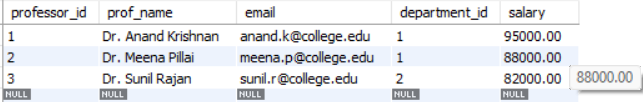 professor_id prof_name email department_id salary
1 Dr. Anand Krishnan anand.k@college.edu 1 95000.00
2 Dr. Meena Pillai meena.p@college.edu 1 88000.00
3 Dr. Sunil Rajan sunil.r@college.edu 2 82000.00 88000.00
NULL NULL NULL NULL NULL